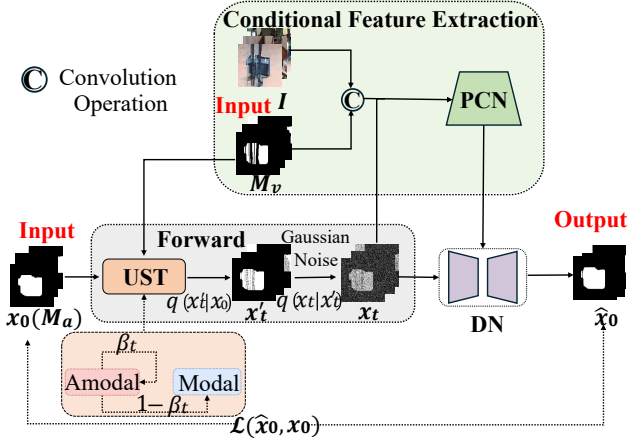 Conditional Feature Extraction
C Convolution
Operation
Input I
C
PCN
M_v
Input
Forward
Gaussian
Noise
Output
UST
q (x'_t|x_0)
x'_t
q (x_t|x'_t)
x_t
DN
x_0(M_a)
x̂_0
β_t
Amodal
Modal
1 − β_t
ℒ(x̂_0, x_0)